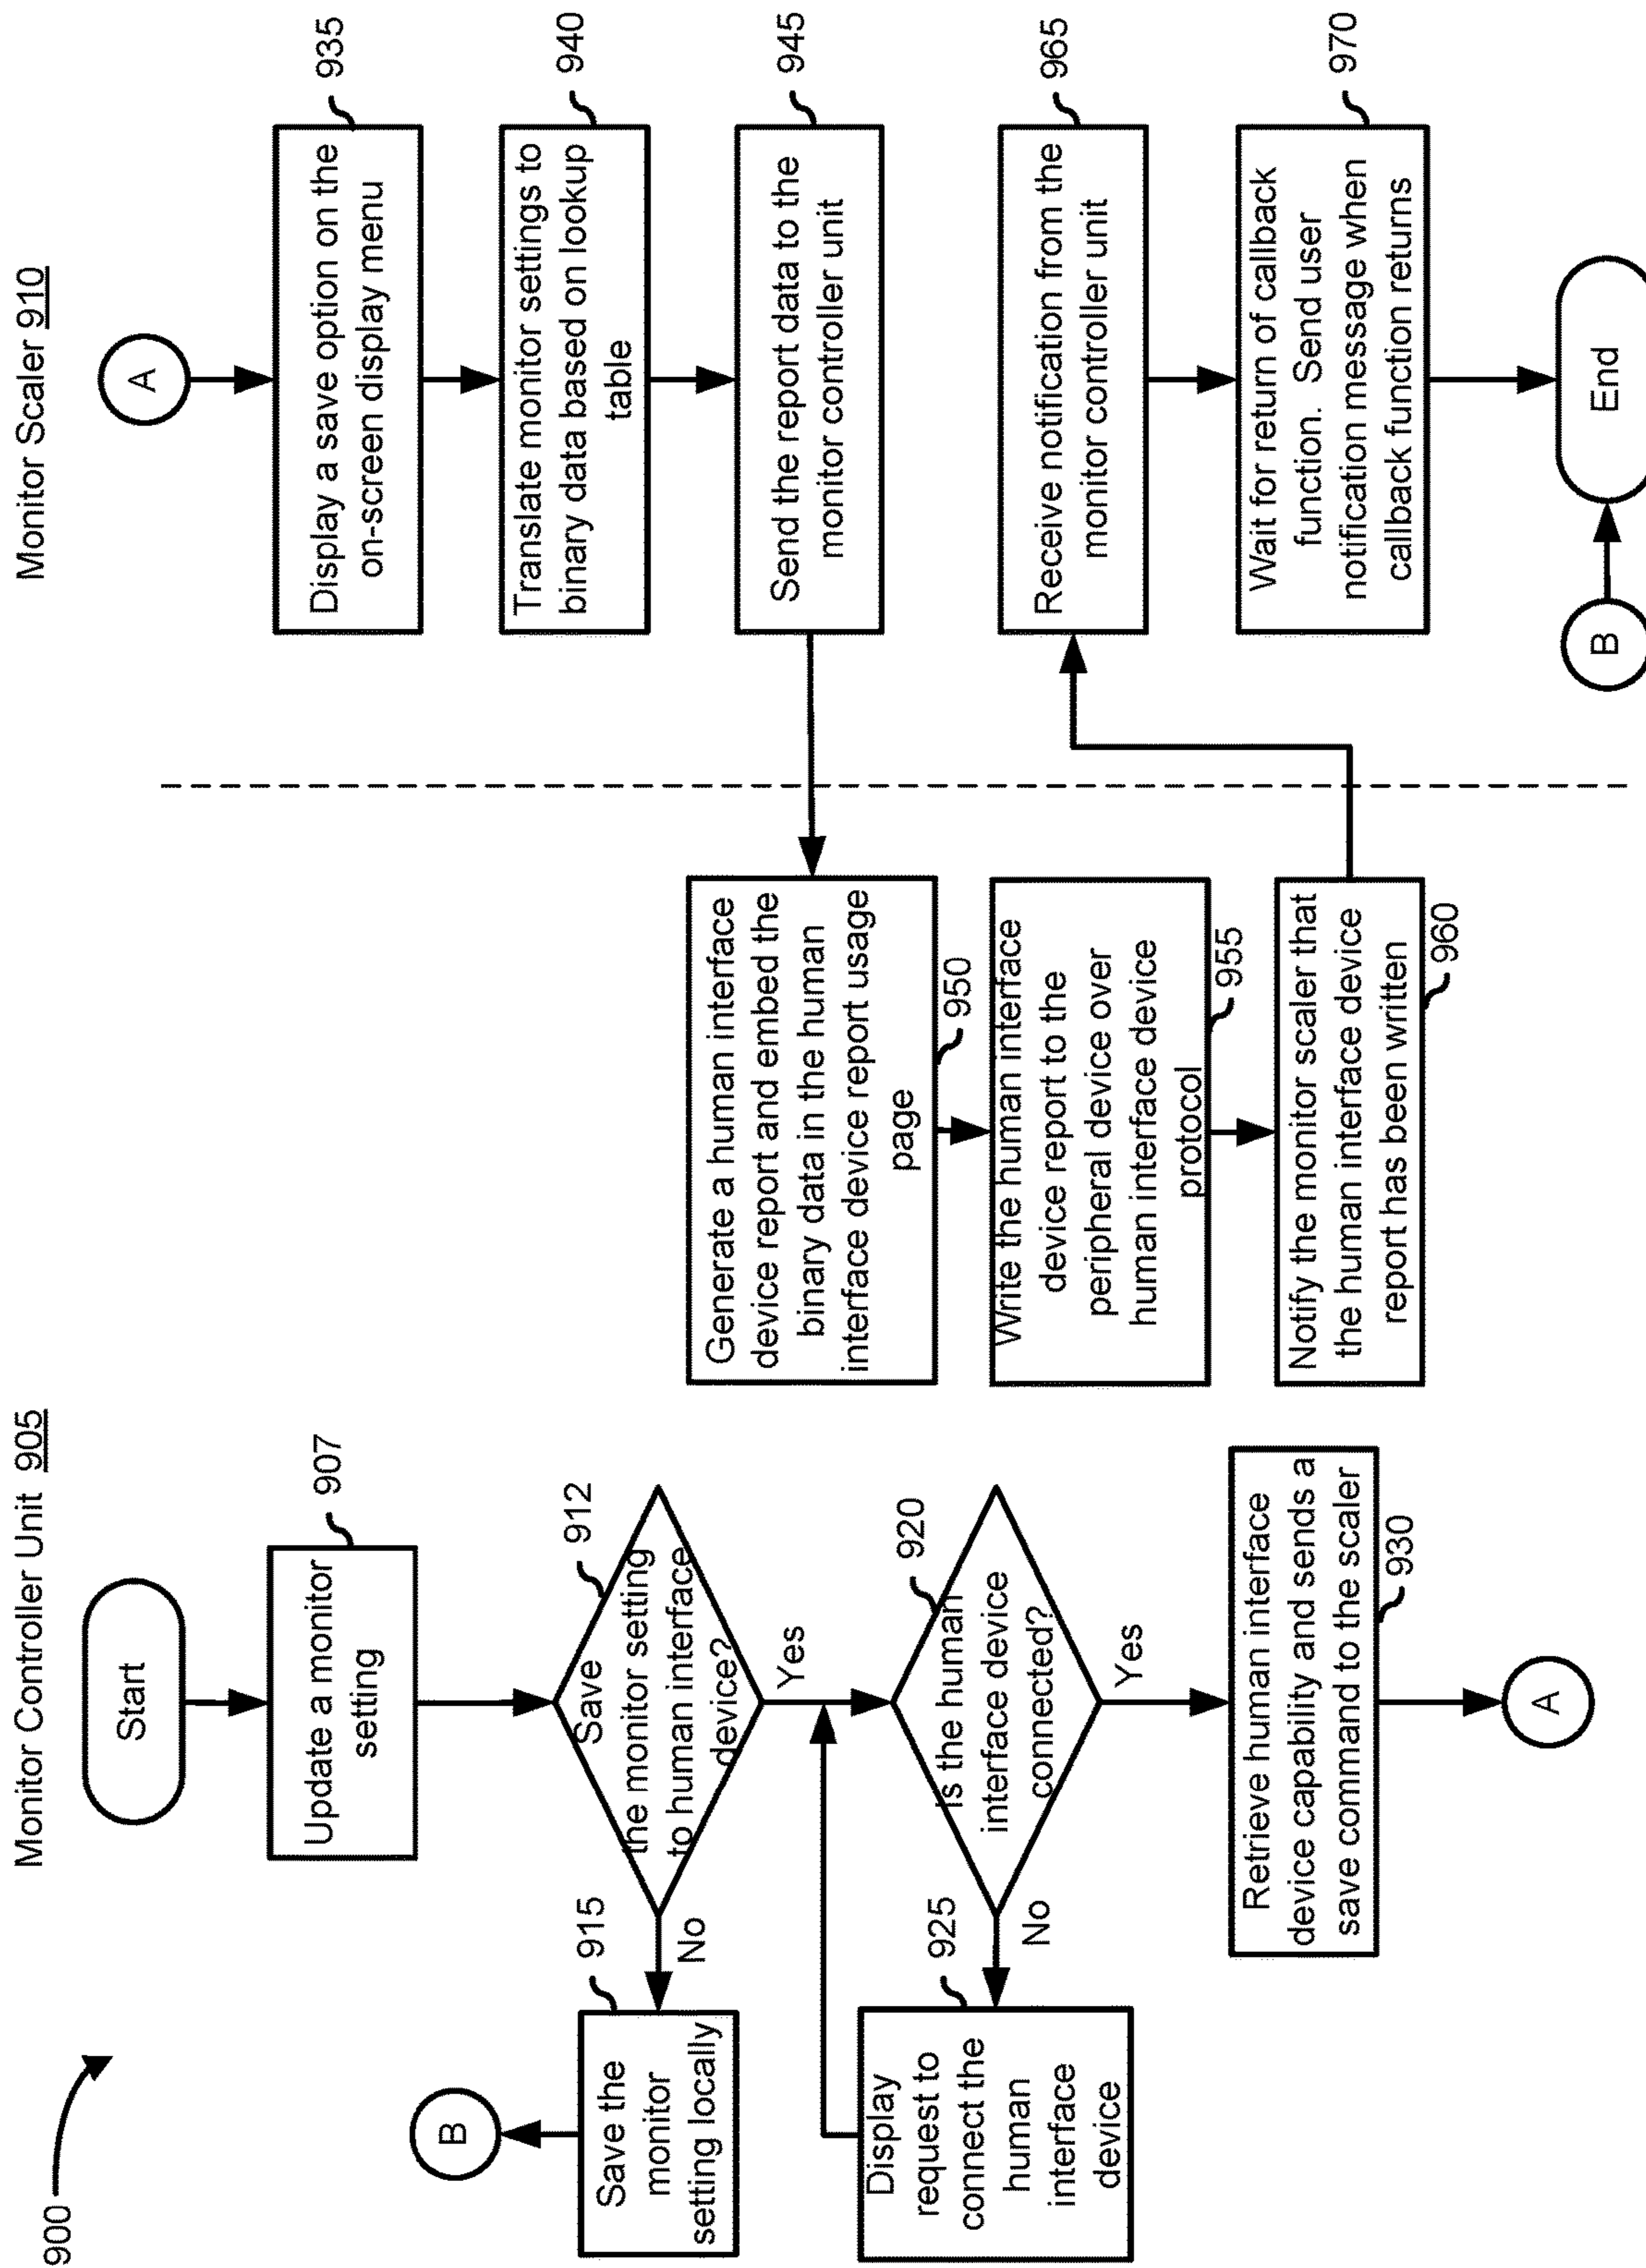 900
Monitor Controller Unit 905
Start
Update a monitor
setting
907
Save
the monitor setting
to human interface
device?
912
No
Yes
Save the
monitor
setting locally
915
B
Is the human
interface device
connected?
920
No
Yes
Display
request to
connect the
human
interface
device
925
Retrieve human interface
device capability and sends a
save command to the scaler
930
A
Generate a human interface
device report and embed the
binary data in the human
interface device report usage
page
950
Write the human interface
device report to the
peripheral device over
human interface device
protocol
955
Notify the monitor scaler that
the human interface device
report has been written
960
Monitor Scaler 910
A
Display a save option on the
on-screen display menu
935
Translate monitor settings to
binary data based on lookup
table
940
Send the report data to the
monitor controller unit
945
Receive notification from the
monitor controller unit
965
Wait for return of callback
function. Send user
notification message when
callback function returns
970
B
End